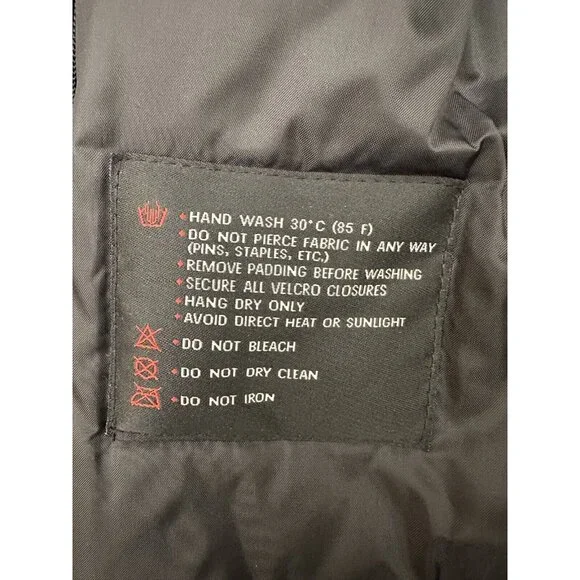 HAND WASH 30°C (85 F)
DO NOT PIERCE FABRIC IN ANY WAY
(PINS, STAPLES, ETC.)
REMOVE PADDING BEFORE WASHING
SECURE ALL VELCRO CLOSURES
HANG DRY ONLY
AVOID DIRECT HEAT OR SUNLIGHT
DO NOT BLEACH
DO NOT DRY CLEAN
DO NOT IRON